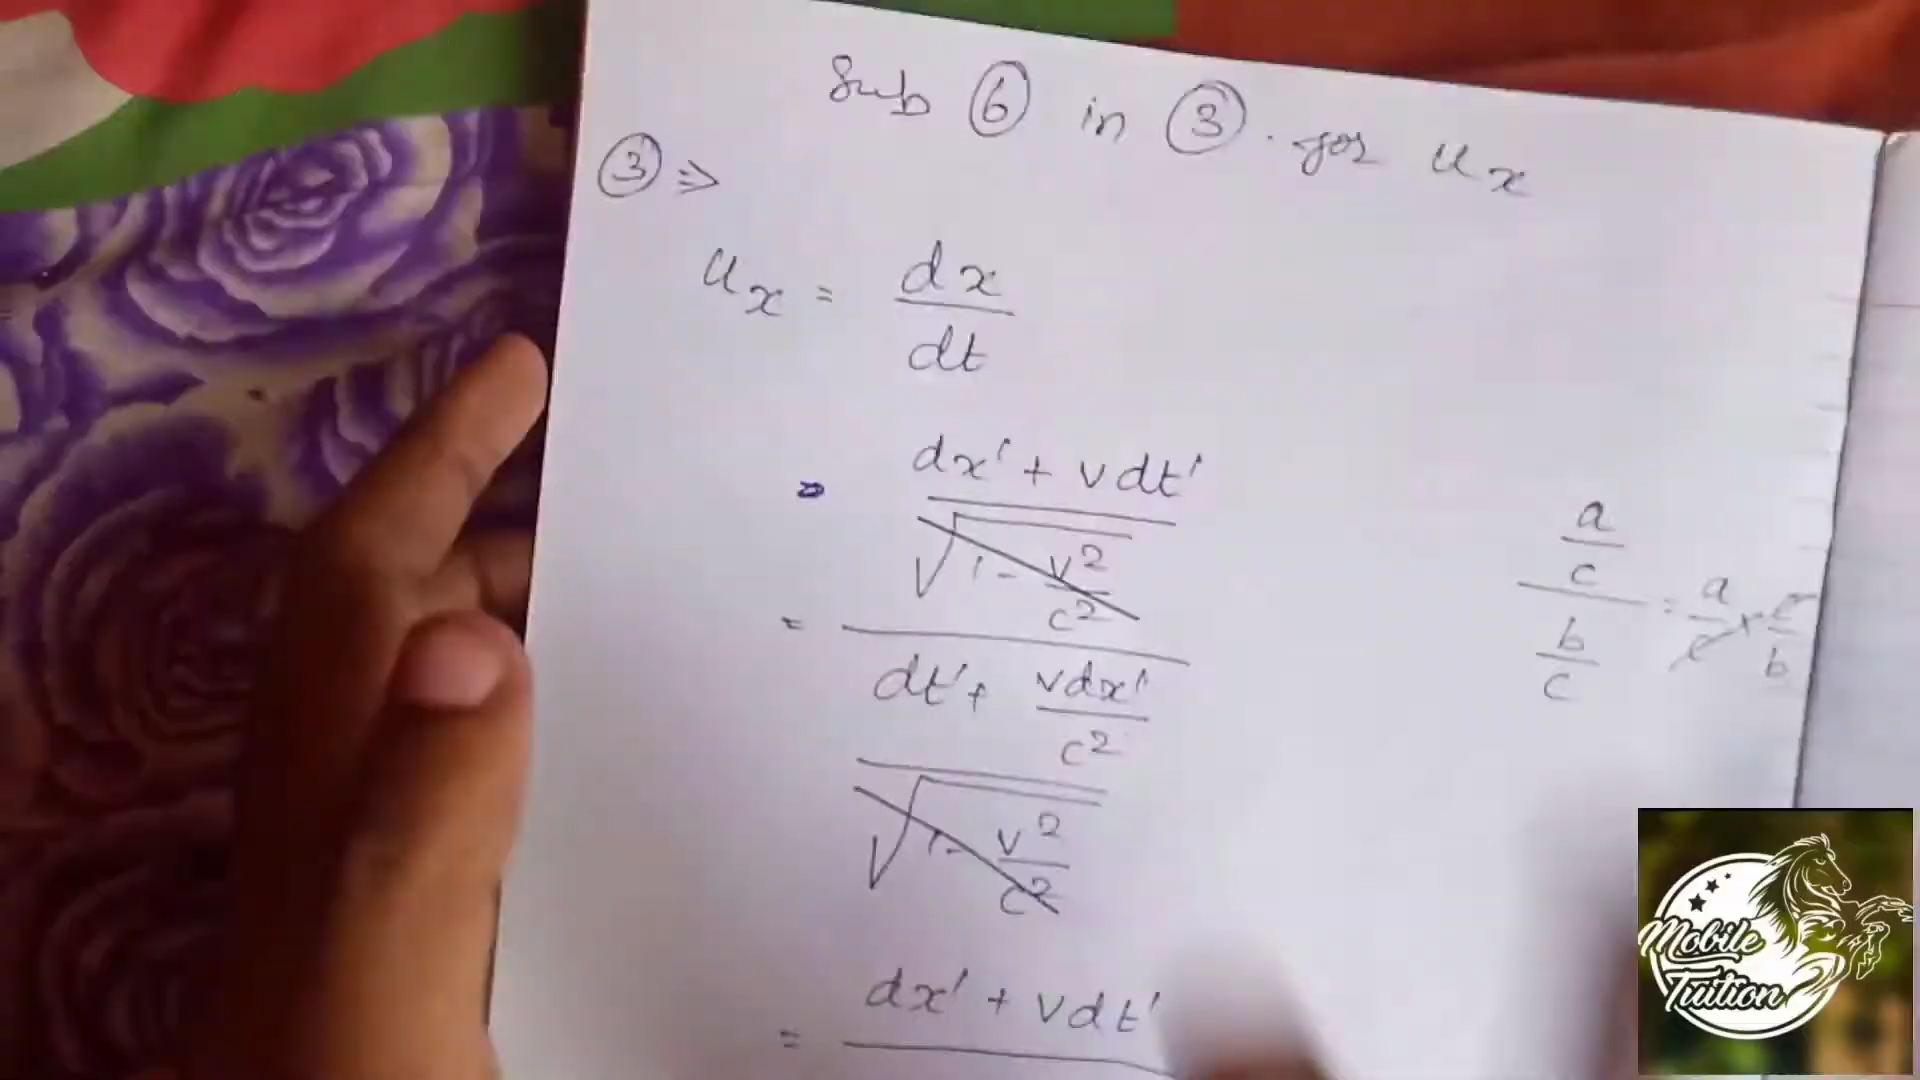 Sub ⑥ in ③. for uₓ
③ ⇒
uₓ = dx/dt
dx' + vdt'
√1 - v²/c²
=
dt' + vdx'/c²
√1 - v²/c²
= dx' + vdt'
a/c
b/c
= a/c × c/b
Mobile
Tuition